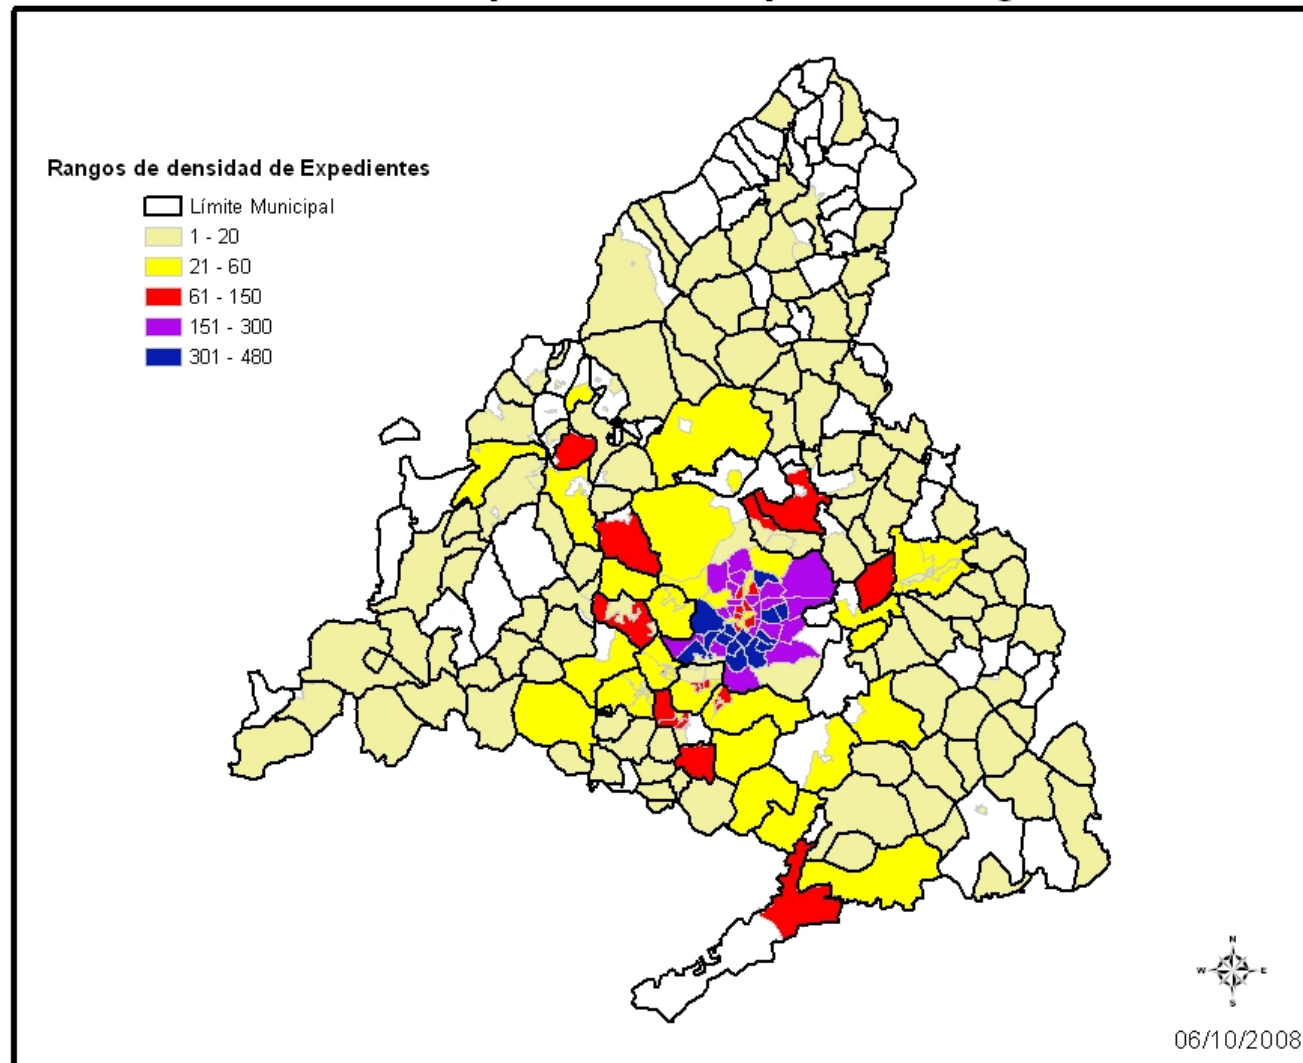 Rangos de densidad de Expedientes
Límite Municipal
1 - 20
21 - 60
61 - 150
151 - 300
301 - 480
N
W E
S
06/10/2008